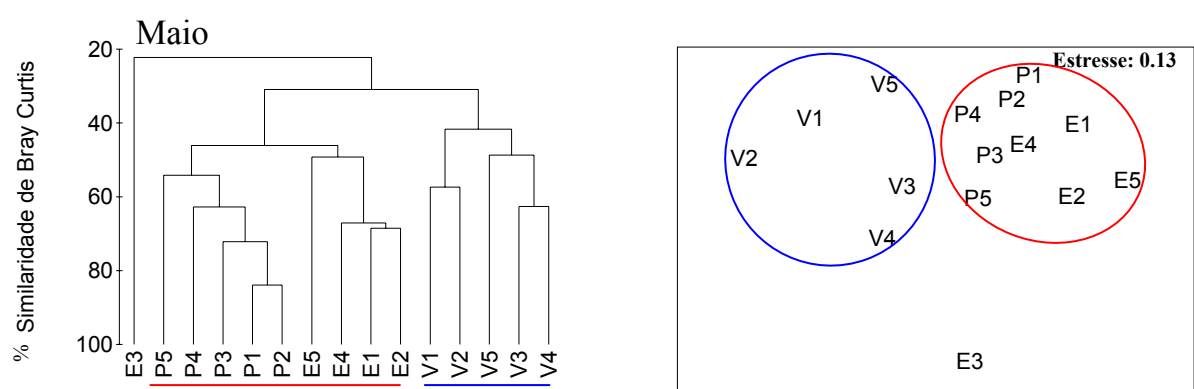 Maio
% Similaridade de Bray Curtis
20
40
60
80
100
E3 P5 P4 P3 P1 P2 E5 E4 E1 E2 V1 V2 V5 V3 V4
Estresse: 0.13
P1
V5
P2
P4
V1
E1
E4
P3
V2
E5
V3
P5
E2
V4
E3